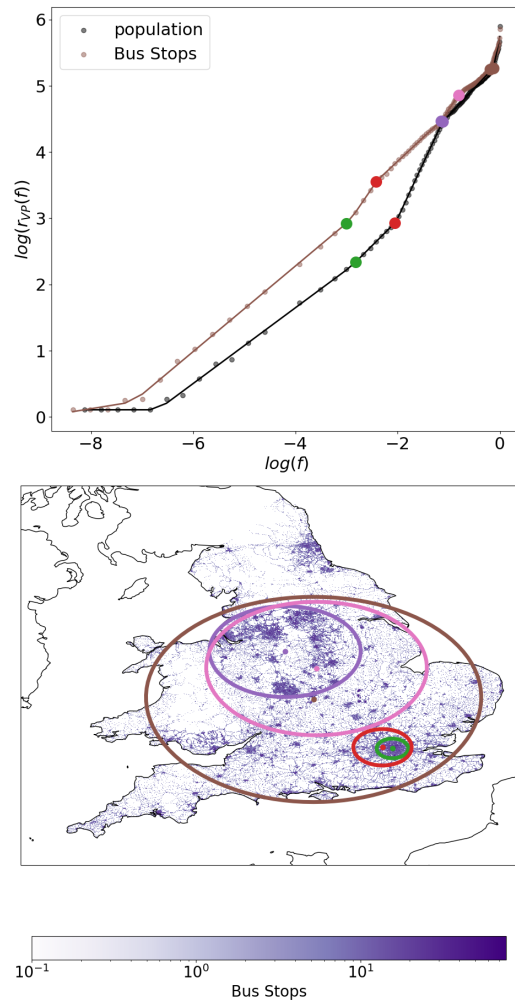 6
population
Bus Stops
5
4
3
2
1
0
log(r_VP(f))
−8 −6 −4 −2 0
log(f)
10^−1 10^0 10^1
Bus Stops